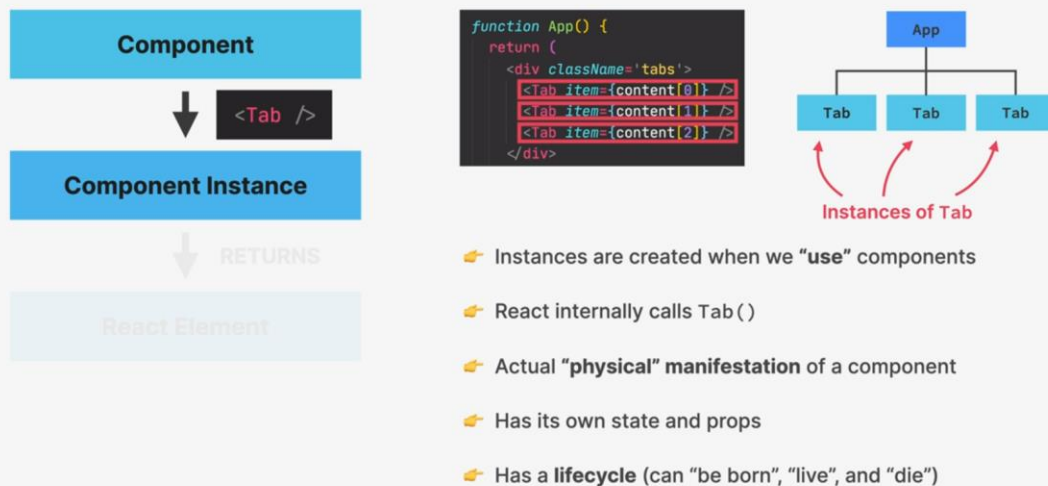 Component
<Tab />
Component Instance
RETURNS
React Element
function App() {
return (
<div className='tabs'>
<Tab item={content[0]} />
<Tab item={content[1]} />
<Tab item={content[2]} />
</div>
App
Tab Tab Tab
Instances of Tab
👉 Instances are created when we “use” components
👉 React internally calls Tab()
👉 Actual “physical” manifestation of a component
👉 Has its own state and props
👉 Has a lifecycle (can “be born”, “live”, and “die”)